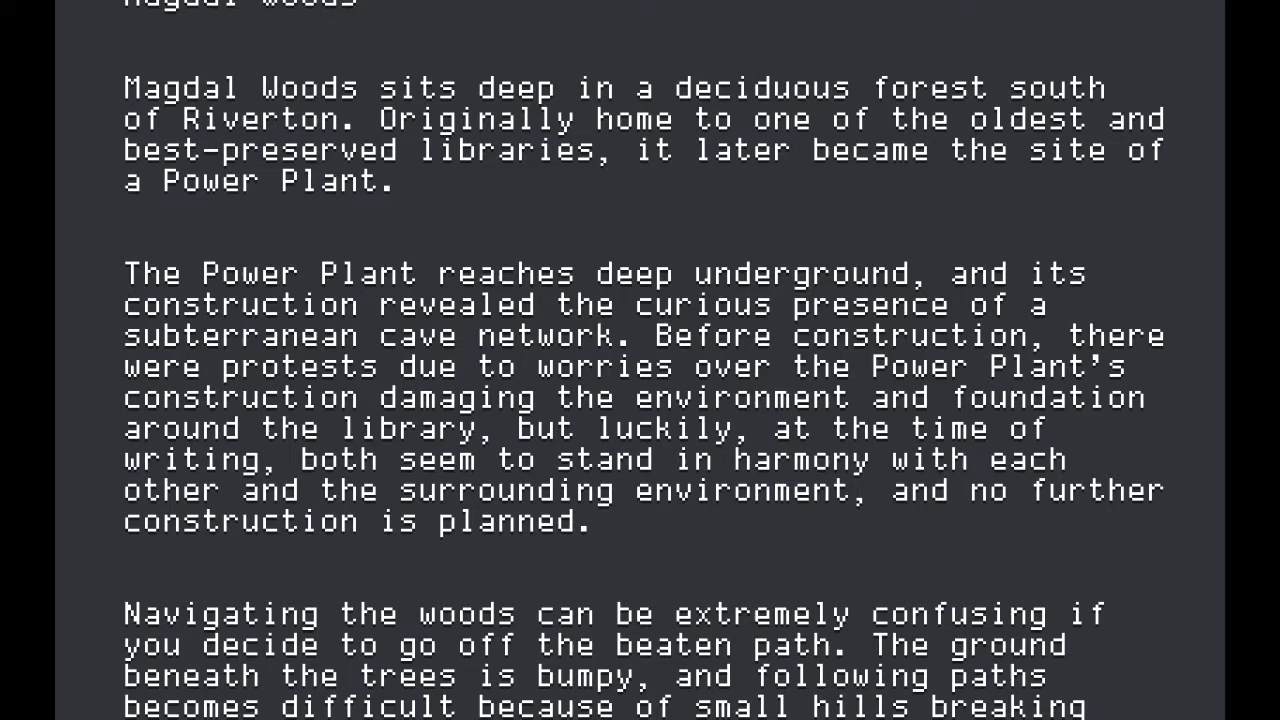 Magdal Woods
Magdal Woods sits deep in a deciduous forest south
of Riverton. Originally home to one of the oldest and
best-preserved libraries, it later became the site of
a Power Plant.
The Power Plant reaches deep underground, and its
construction revealed the curious presence of a
subterranean cave network. Before construction, there
were protests due to worries over the Power Plant's
construction damaging the environment and foundation
around the library, but luckily, at the time of
writing, both seem to stand in harmony with each
other and the surrounding environment, and no further
construction is planned.
Navigating the woods can be extremely confusing if
you decide to go off the beaten path. The ground
beneath the trees is bumpy, and following paths
becomes difficult because of small hills breaking